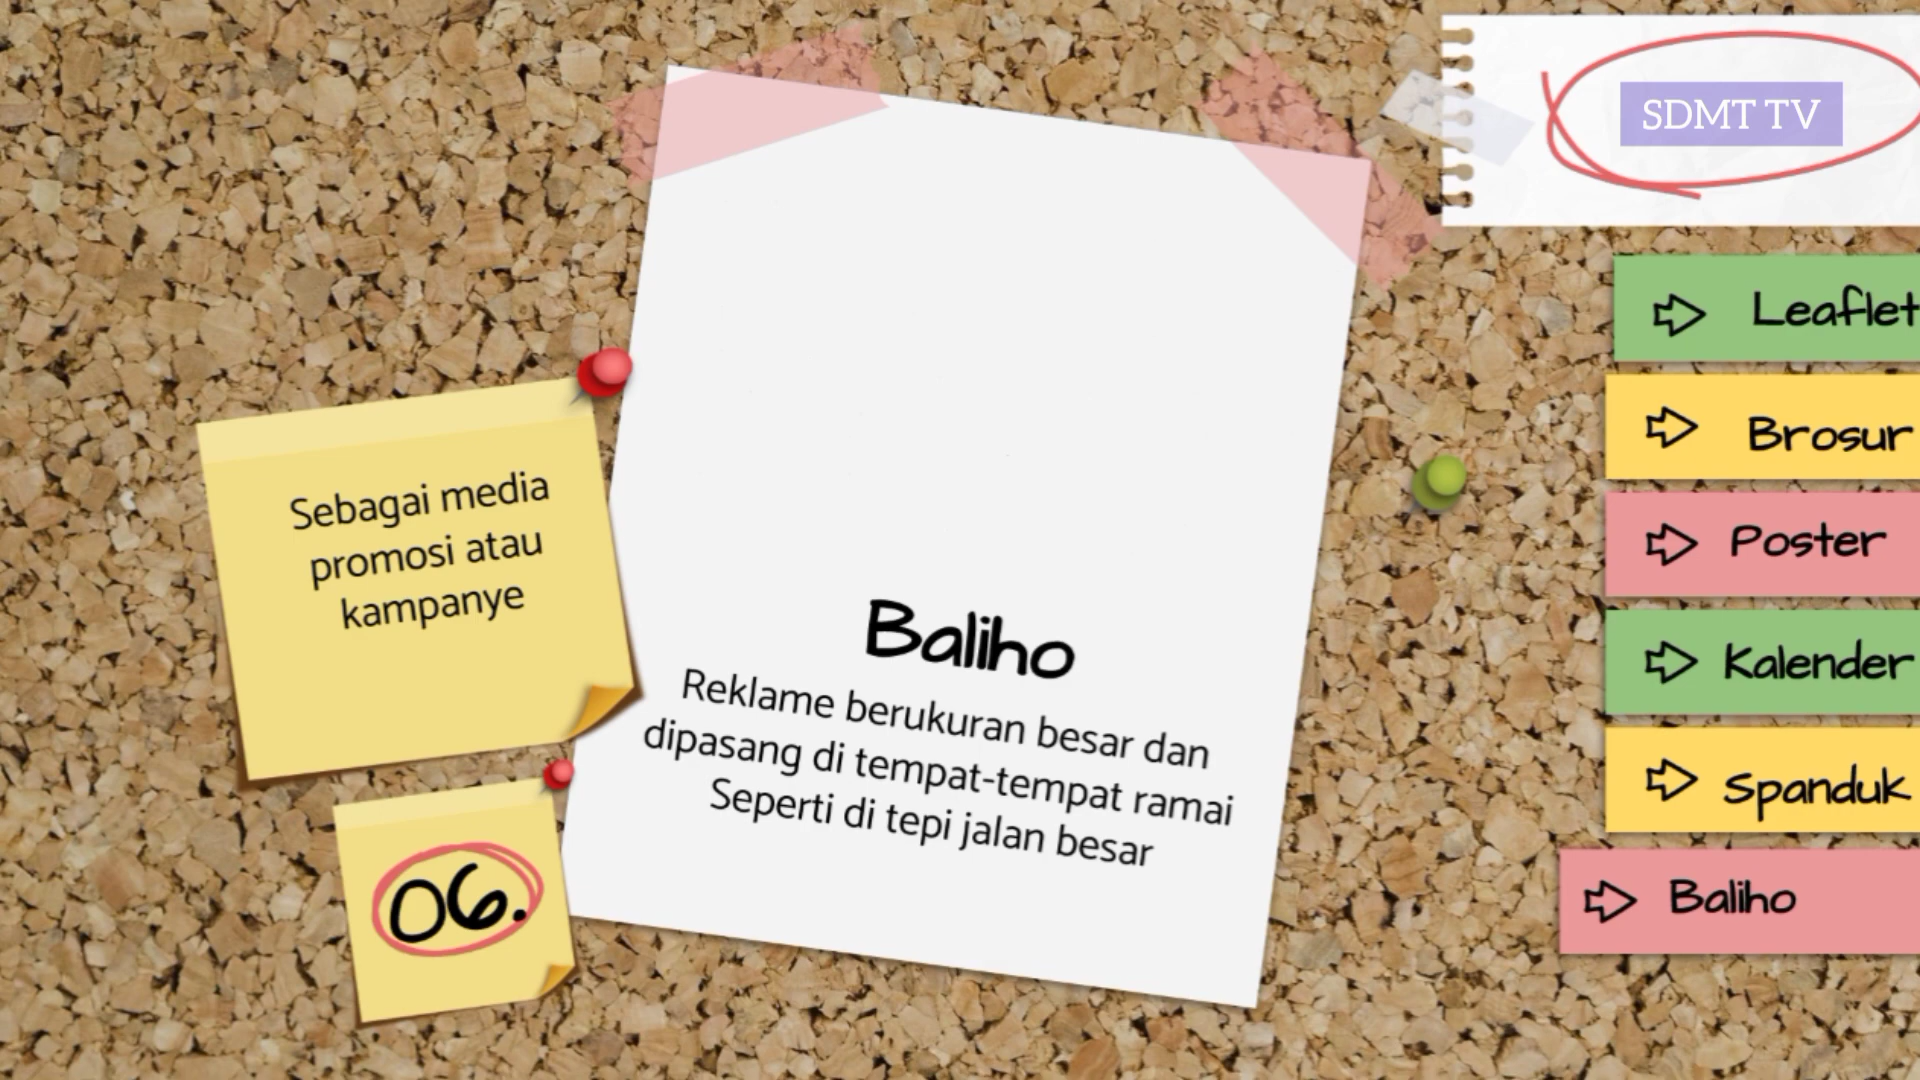 SDMT TV
Sebagai media
promosi atau
kampanye
06.
Baliho
Reklame berukuran besar dan
dipasang di tempat-tempat ramai
Seperti di tepi jalan besar
Leaflet
Brosur
Poster
Kalender
Spanduk
Baliho